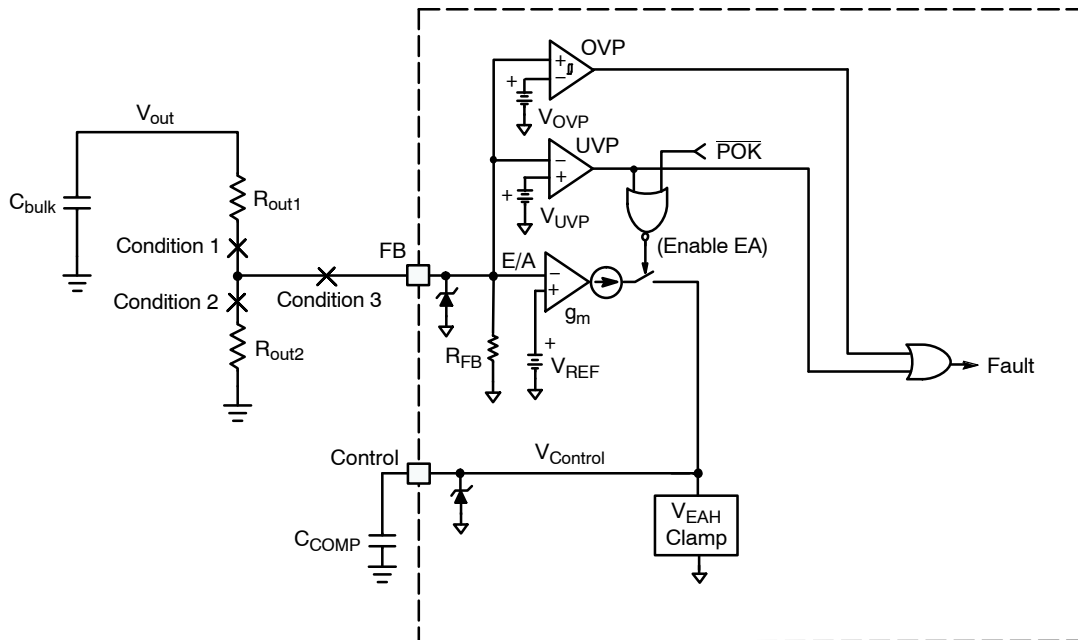 OVP
+
−
+
V_OVP
V_out
UVP
−
+
POK
+
V_UVP
C_bulk
R_out1
Condition 1
FB
E/A
(Enable EA)
−
+
Condition 2
Condition 3
g_m
R_out2
R_FB
+
V_REF
Fault
Control
V_Control
V_EAH
Clamp
C_COMP